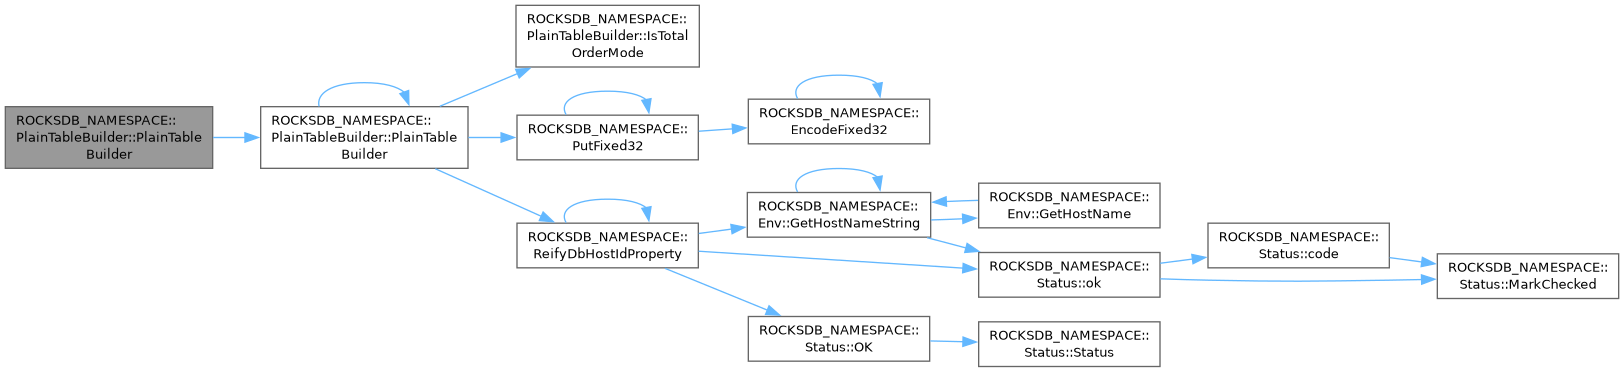 ROCKSDB_NAMESPACE::
PlainTableBuilder::PlainTable
Builder
ROCKSDB_NAMESPACE::
PlainTableBuilder::PlainTable
Builder
ROCKSDB_NAMESPACE::
PlainTableBuilder::IsTotal
OrderMode
ROCKSDB_NAMESPACE::
PutFixed32
ROCKSDB_NAMESPACE::
EncodeFixed32
ROCKSDB_NAMESPACE::
ReifyDbHostIdProperty
ROCKSDB_NAMESPACE::
Env::GetHostNameString
ROCKSDB_NAMESPACE::
Env::GetHostName
ROCKSDB_NAMESPACE::
Status::ok
ROCKSDB_NAMESPACE::
Status::code
ROCKSDB_NAMESPACE::
Status::MarkChecked
ROCKSDB_NAMESPACE::
Status::OK
ROCKSDB_NAMESPACE::
Status::Status